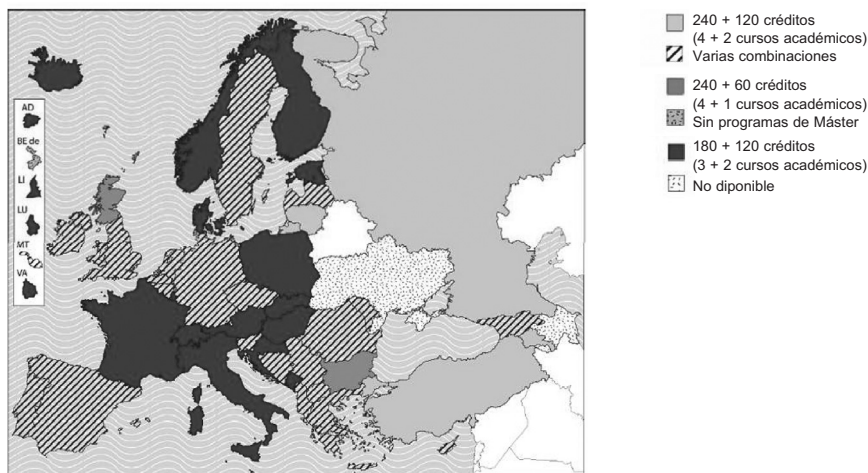 AD
BE de
LI
LU
MT
VA
240 + 120 créditos
(4 + 2 cursos académicos)
Varias combinaciones
240 + 60 créditos
(4 + 1 cursos académicos)
Sin programas de Máster
180 + 120 créditos
(3 + 2 cursos académicos)
No diponible